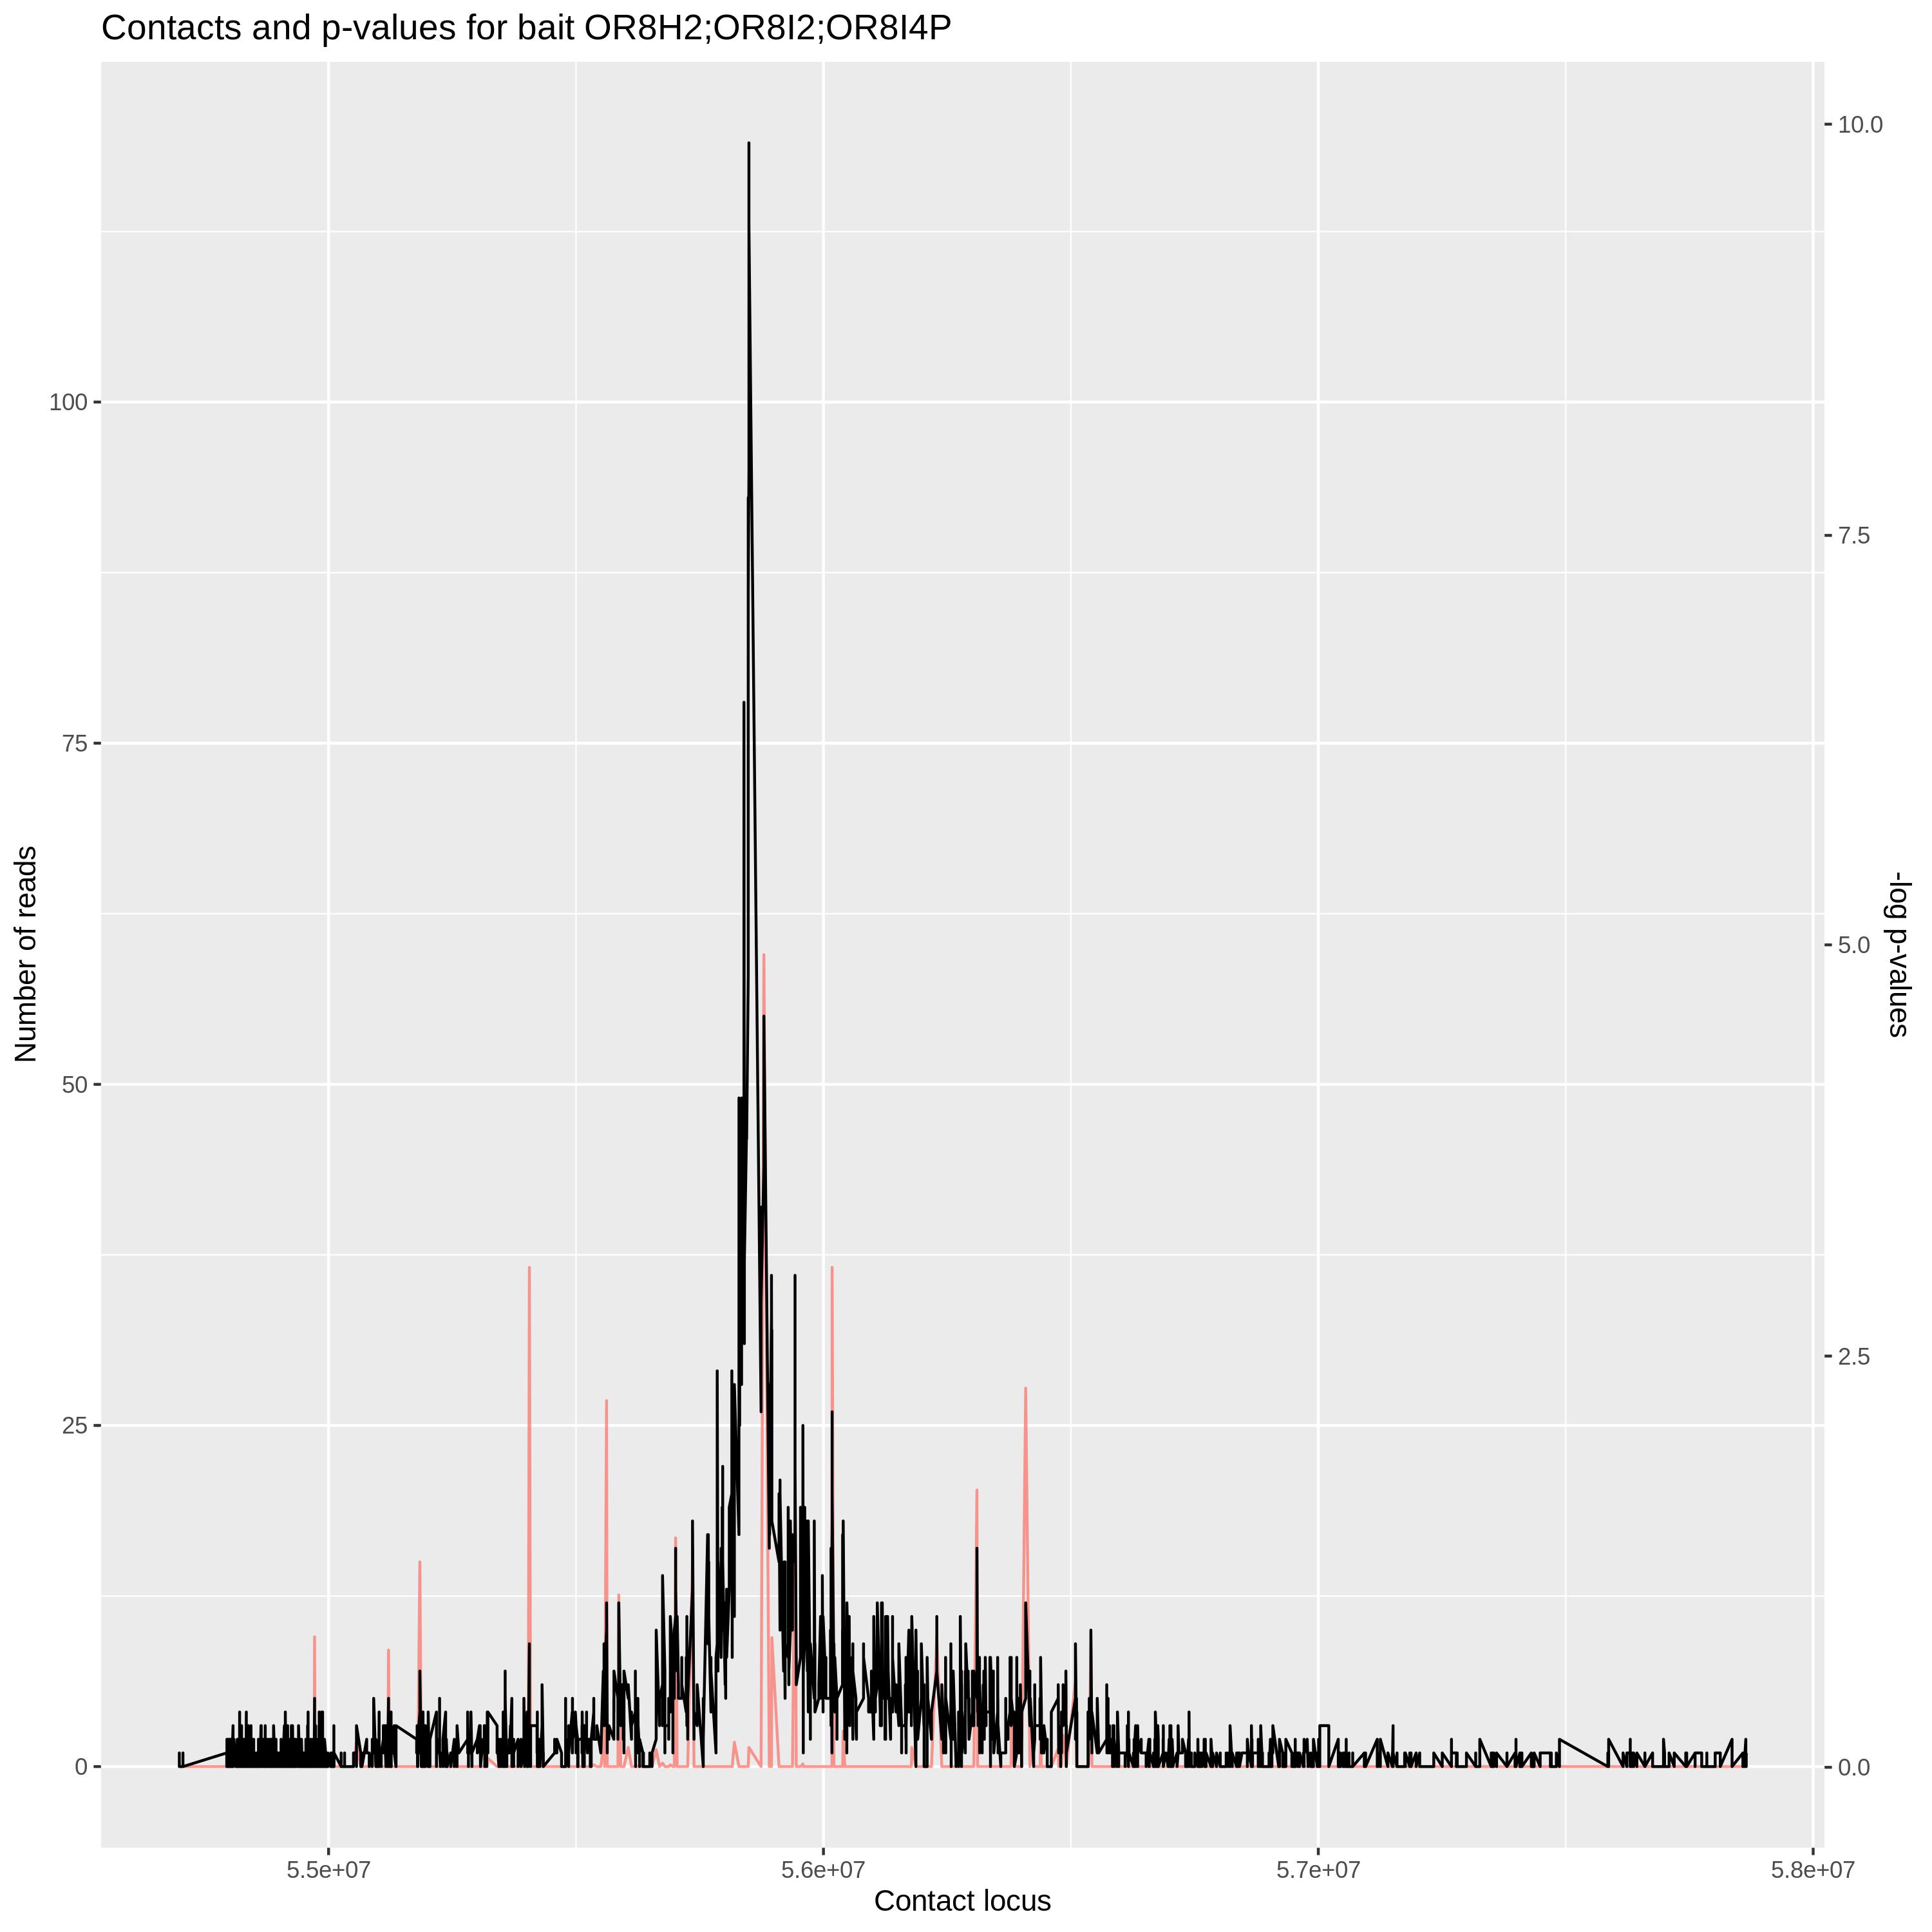 Contacts and p-values for bait OR8H2;OR8I2;OR8I4P
10.0
100
7.5
75
Number of reads
5.0
-log p-values
50
2.5
25
0
0.0
5.5e+07
5.6e+07
5.7e+07
5.8e+07
Contact locus